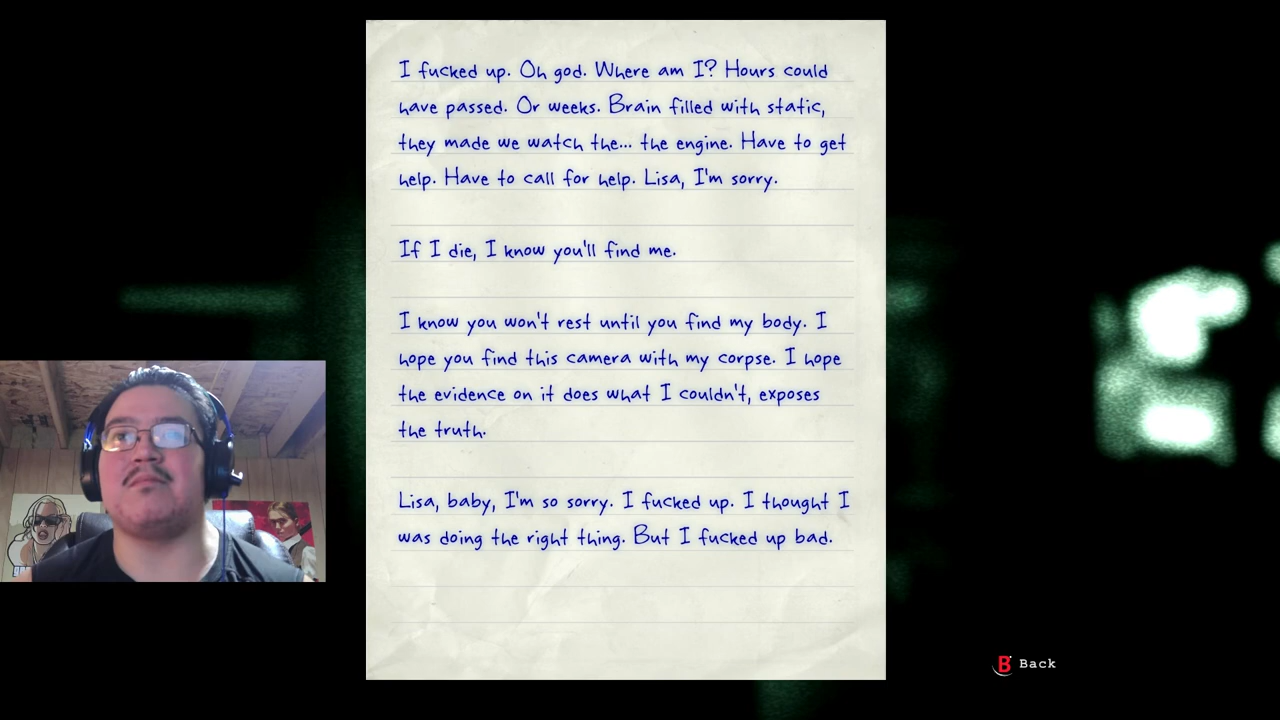 I fucked up. Oh god. Where am I? Hours could
have passed. Or weeks. Brain filled with static,
they made we watch the... the engine. Have to get
help. Have to call for help. Lisa, I'm sorry.
If I die, I know you'll find me.
I know you won't rest until you find my body. I
hope you find this camera with my corpse. I hope
the evidence on it does what I couldn't, exposes
the truth.
Lisa, baby, I'm so sorry. I fucked up. I thought I
was doing the right thing. But I fucked up bad.
B Back